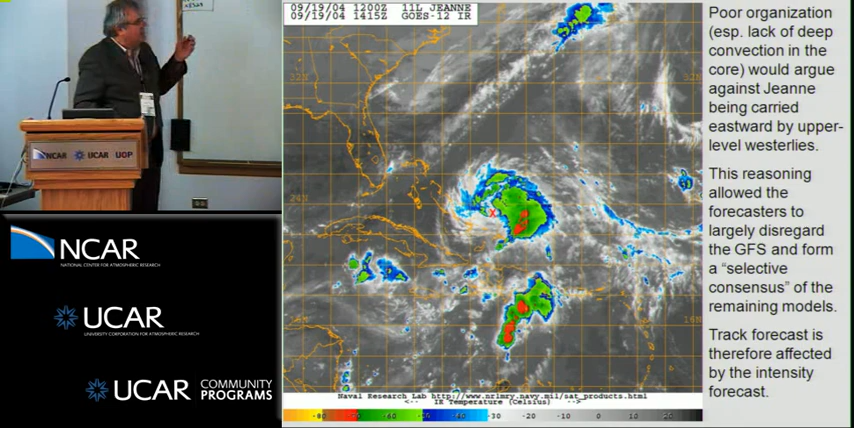 09/19/04 1200Z 11L JEANNE
09/19/04 1415Z GOES-12 IR
32N
24N
16N
Naval Research Lab http://www.nrlmry.navy.mil/sat_products.html
<-- IR Temperature (Celsius) -->
-80 -70 -60 -50 -40 -30 -20 -10 0 10 20
Poor organization
(esp. lack of deep
convection in the
core) would argue
against Jeanne
being carried
eastward by upper-
level westerlies.
This reasoning
allowed the
forecasters to
largely disregard
the GFS and form
a “selective
consensus” of the
remaining models.
Track forecast is
therefore affected
by the intensity
forecast.
NCAR UCAR UOP
NCAR
NATIONAL CENTER FOR ATMOSPHERIC RESEARCH
UCAR
UNIVERSITY CORPORATION FOR ATMOSPHERIC RESEARCH
UCAR COMMUNITY
PROGRAMS